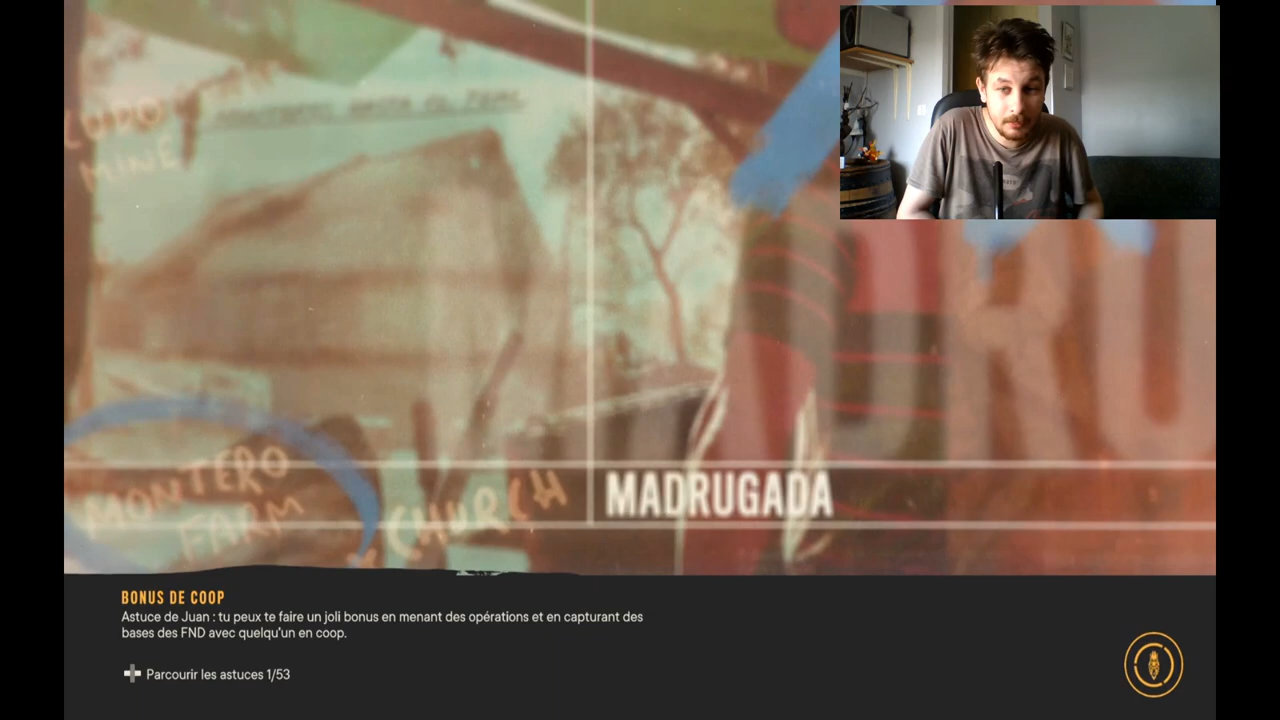 LUPO
MINE
MONTERO
FARM
CHURCH
MADRUGADA
BONUS DE COOP
Astuce de Juan : tu peux te faire un joli bonus en menant des opérations et en capturant des
bases des FND avec quelqu'un en coop.
Parcourir les astuces 1/53